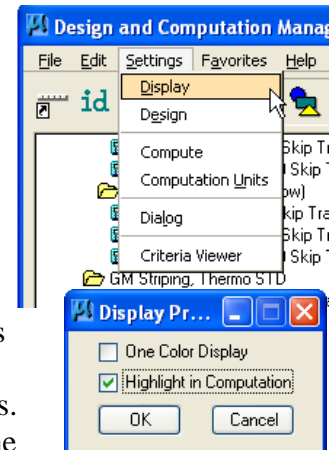 Design and Computation Manag
File Edit Settings Favorites Help
id
Display
Design
Compute
Computation Units
Dialog
Criteria Viewer
Skip Tr
Skip Tr
ow)
kip Tra
Skip Tr
Skip T
GM Striping, Thermo STD
s
s.
he
Display Pr...
One Color Display
Highlight in Computation
OK Cancel